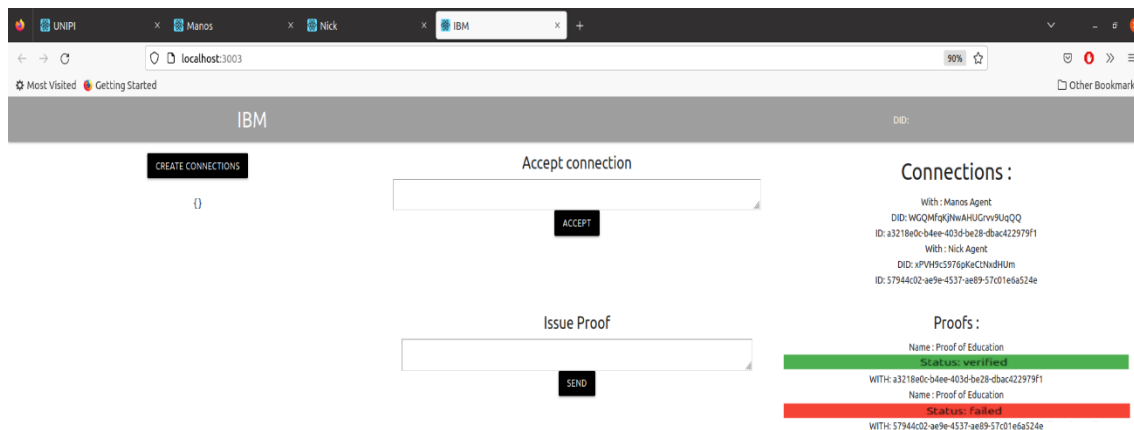 UNIPI
Manos
Nick
IBM
localhost:3003
90%
Most Visited
Getting Started
Other Bookmark
IBM
DID:
CREATE CONNECTIONS
{}
Accept connection
ACCEPT
Connections :
With : Manos Agent
DID: WGQMfqKjNwAHUGrvv9UqQQ
ID: a3218e0c-b4ee-403d-be28-dbac422979f1
With : Nick Agent
DID: xPVH9c5976pKeCtNxdHUm
ID: 57944c02-ae9e-4537-ae89-57c01e6a524e
Issue Proof
SEND
Proofs :
Name : Proof of Education
Status: verified
WITH: a3218e0c-b4ee-403d-be28-dbac422979f1
Name : Proof of Education
Status: failed
WITH: 57944c02-ae9e-4537-ae89-57c01e6a524e